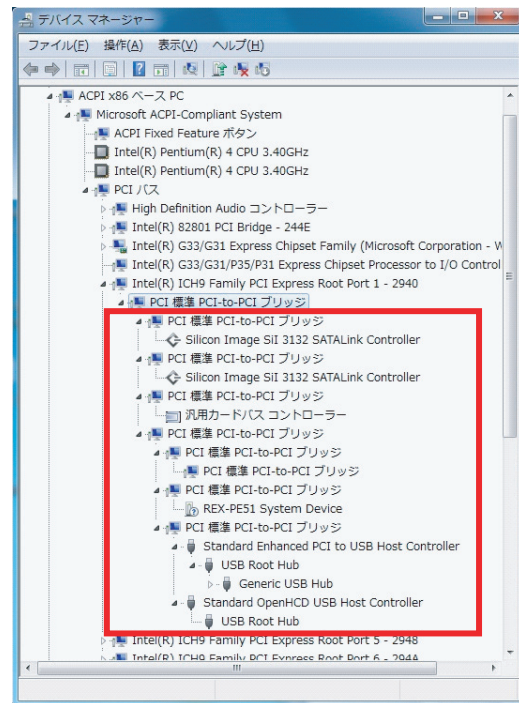 デバイス マネージャー
ファイル(F) 操作(A) 表示(V) ヘルプ(H)
ACPI x86 ベース PC
Microsoft ACPI-Compliant System
ACPI Fixed Feature ボタン
Intel(R) Pentium(R) 4 CPU 3.40GHz
Intel(R) Pentium(R) 4 CPU 3.40GHz
PCI バス
High Definition Audio コントローラー
Intel(R) 82801 PCI Bridge - 244E
Intel(R) G33/G31 Express Chipset Family (Microsoft Corporation - W
Intel(R) G33/G31/P35/P31 Express Chipset Processor to I/O Control
Intel(R) ICH9 Family PCI Express Root Port 1 - 2940
PCI 標準 PCI-to-PCI ブリッジ
PCI 標準 PCI-to-PCI ブリッジ
Silicon Image SiI 3132 SATALink Controller
PCI 標準 PCI-to-PCI ブリッジ
Silicon Image SiI 3132 SATALink Controller
PCI 標準 PCI-to-PCI ブリッジ
汎用カードバス コントローラー
PCI 標準 PCI-to-PCI ブリッジ
PCI 標準 PCI-to-PCI ブリッジ
PCI 標準 PCI-to-PCI ブリッジ
PCI 標準 PCI-to-PCI ブリッジ
REX-PE51 System Device
PCI 標準 PCI-to-PCI ブリッジ
Standard Enhanced PCI to USB Host Controller
USB Root Hub
Generic USB Hub
Standard OpenHCD USB Host Controller
USB Root Hub
Intel(R) ICH9 Family PCI Express Root Port 5 - 2948
Intel(R) ICH9 Family PCI Express Root Port 6 - 294A